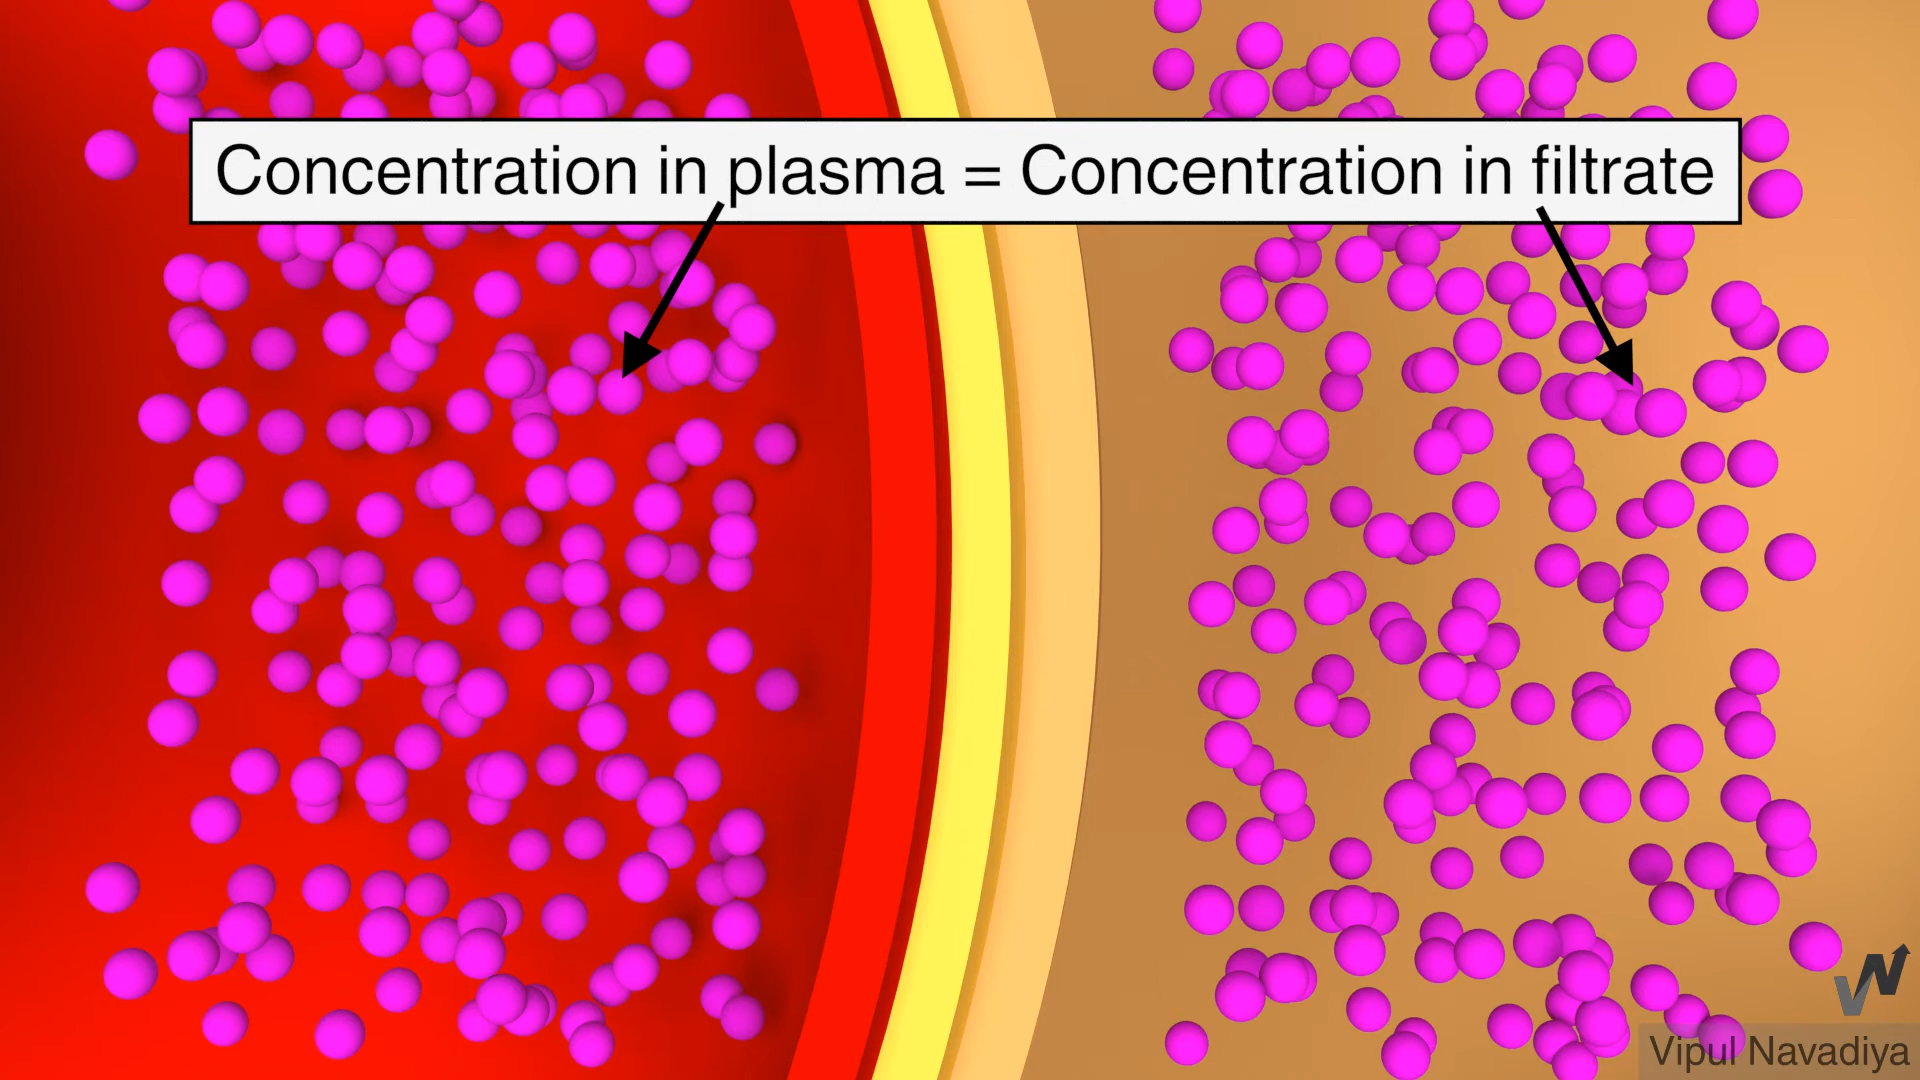 Concentration in plasma = Concentration in filtrate
Vipul Navadiya